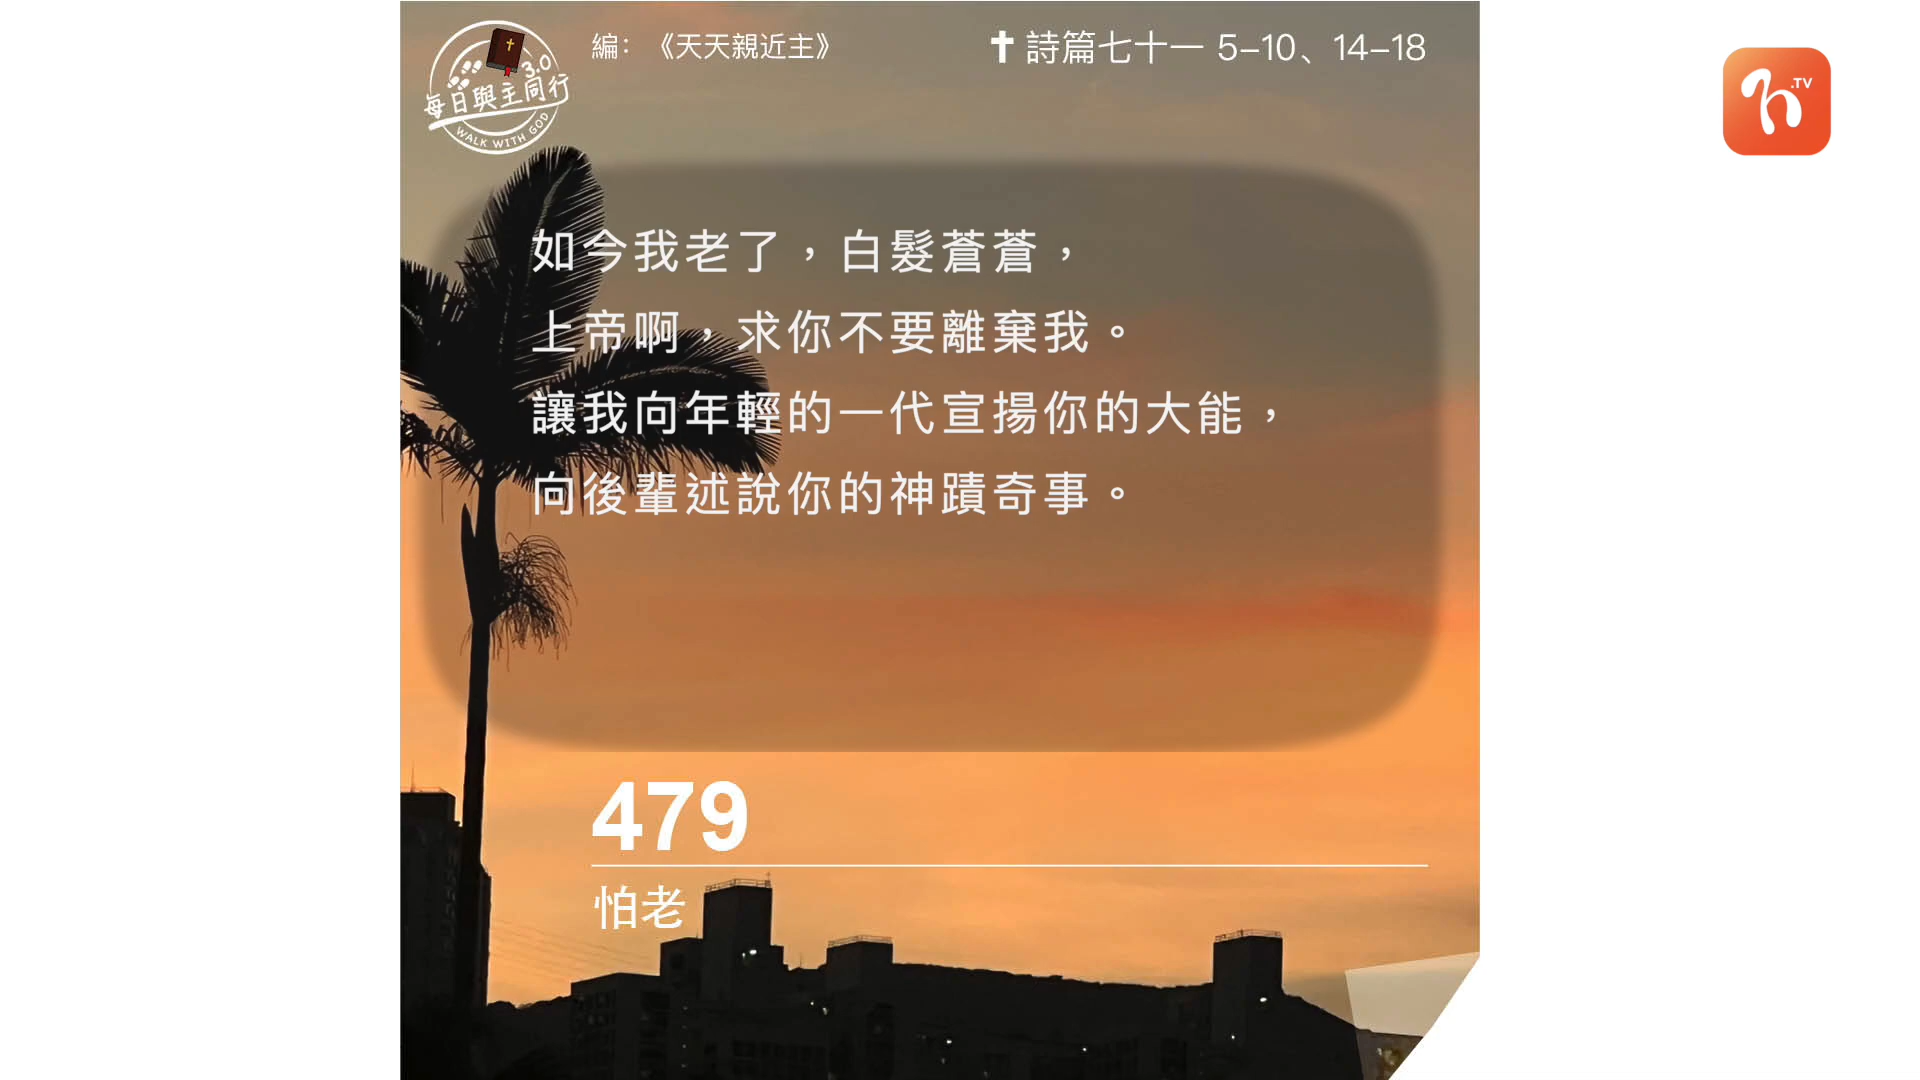 3.0
每日與主同行
WALK WITH GOD
編：《天天親近主》
✝ 詩篇七十一 5–10、14–18
h.TV
如今我老了，白髮蒼蒼，
上帝啊，求你不要離棄我。
讓我向年輕的一代宣揚你的大能，
向後輩述說你的神蹟奇事。
479
怕老